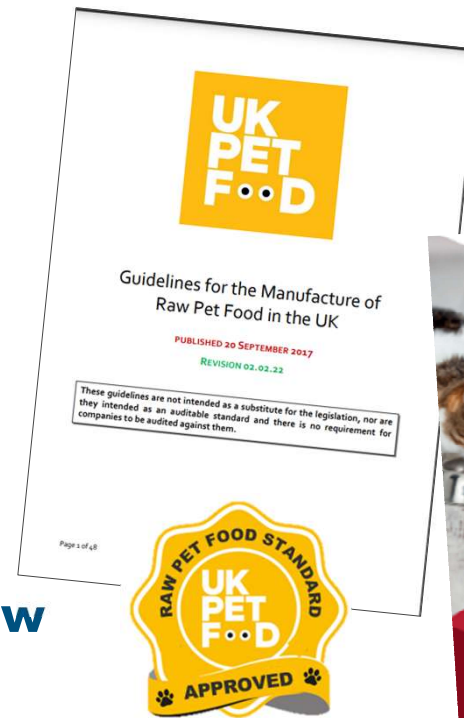 UK
PET
FOOD
Guidelines for the Manufacture of
Raw Pet Food in the UK
PUBLISHED 20 SEPTEMBER 2017
REVISION 02.02.22
These guidelines are not intended as a substitute for the legislation, nor are
they intended as an auditable standard and there is no requirement for
companies to be audited against them.
Page 1 of 48
w
RAW PET FOOD STANDARD
UK
PET
FOOD
APPROVED